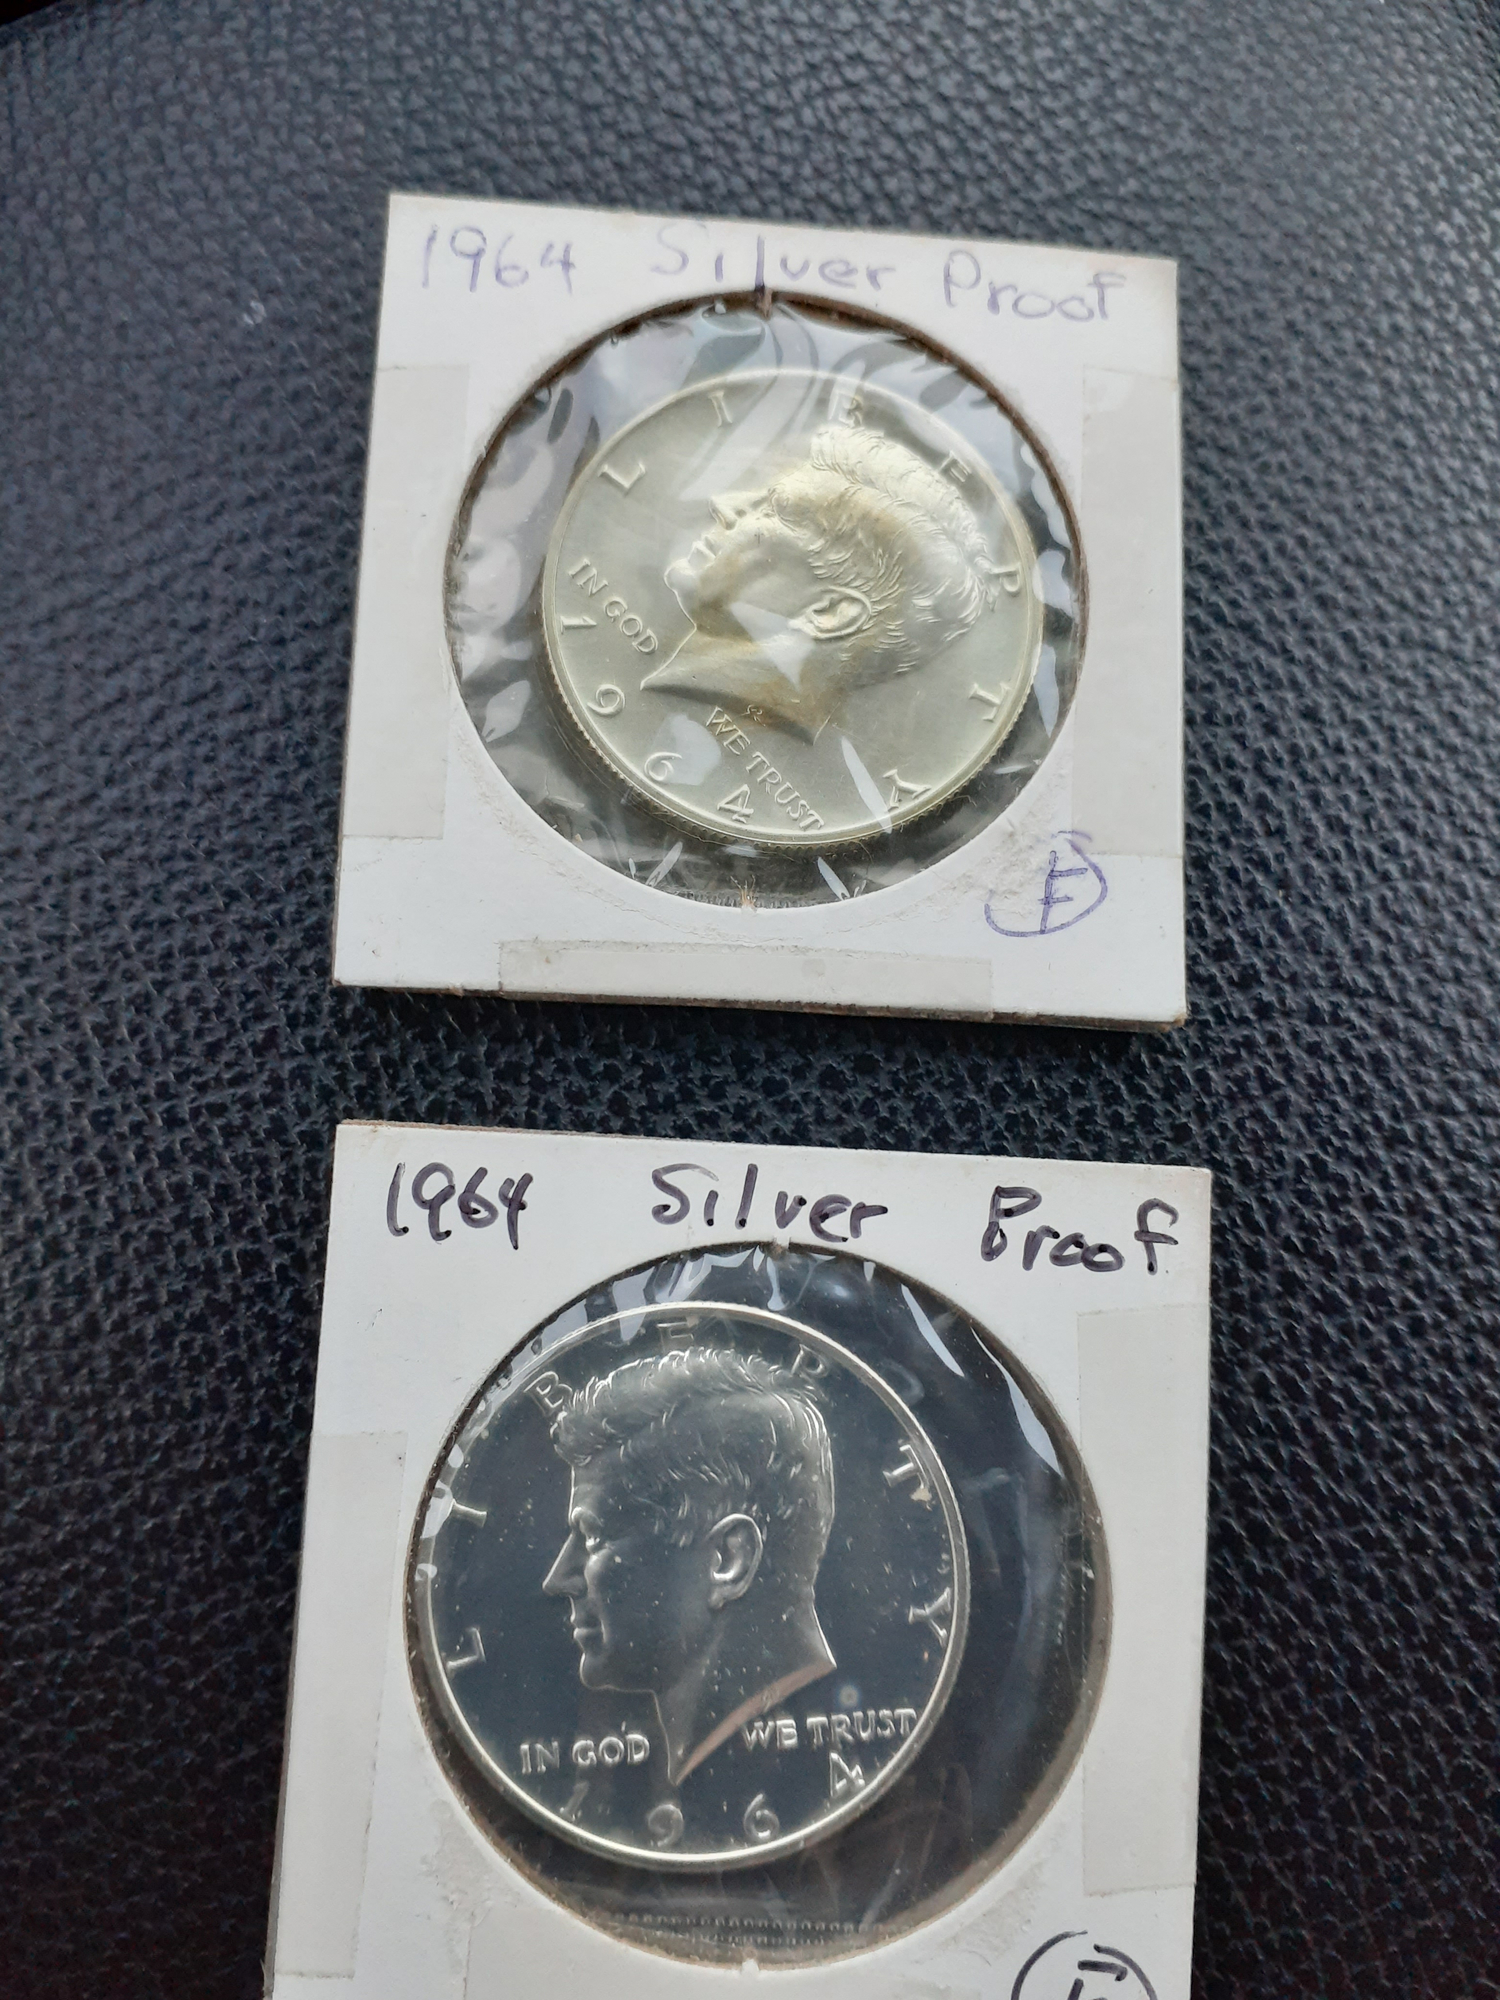 1964 Silver Proof
LIBERTY
IN GOD WE TRUST
1964
F
1964 Silver Proof
LIBERTY
IN GOD WE TRUST
1964